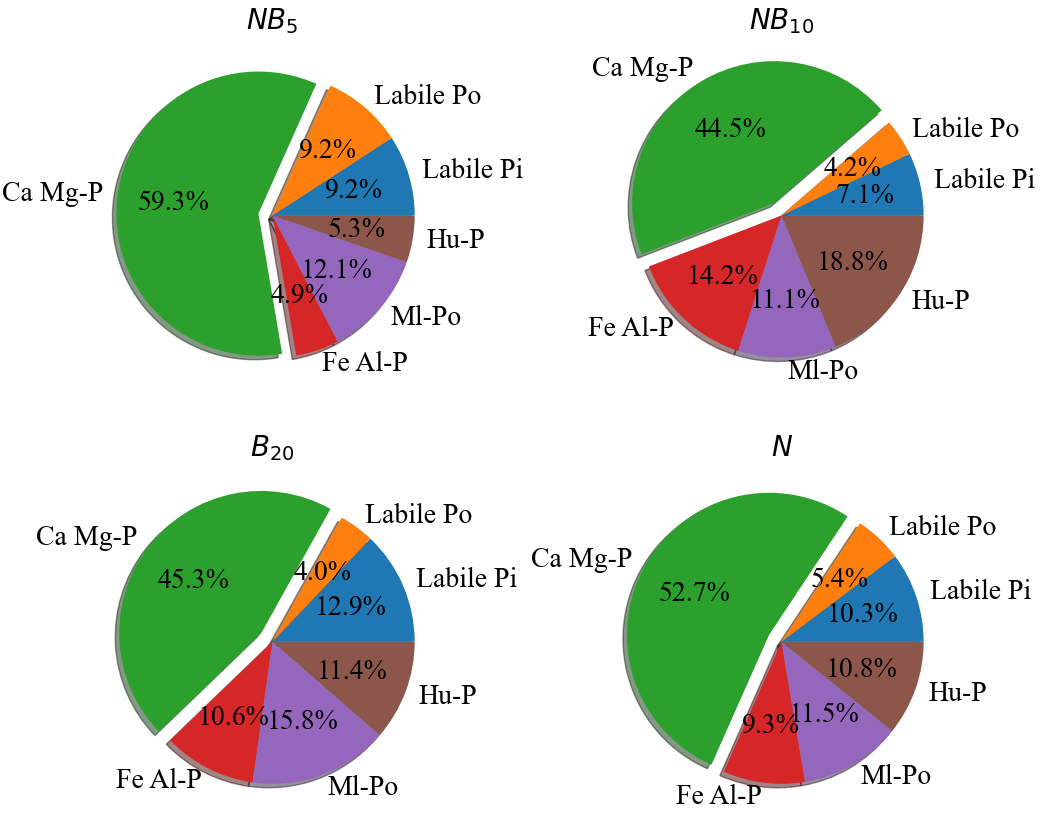 NB₅
Labile Po
Labile Pi
Ca Mg-P
Hu-P
Ml-Po
Fe Al-P
9.2%
9.2%
59.3%
5.3%
12.1%
4.9%
NB₁₀
Ca Mg-P
Labile Po
Labile Pi
Hu-P
Fe Al-P
Ml-Po
44.5%
4.2%
7.1%
18.8%
14.2%
11.1%
B₂₀
Labile Po
Ca Mg-P
Labile Pi
Hu-P
Fe Al-P
Ml-Po
4.0%
45.3%
12.9%
11.4%
10.6%
15.8%
N
Labile Po
Ca Mg-P
Labile Pi
Hu-P
Ml-Po
Fe Al-P
5.4%
52.7%
10.3%
10.8%
11.5%
9.3%